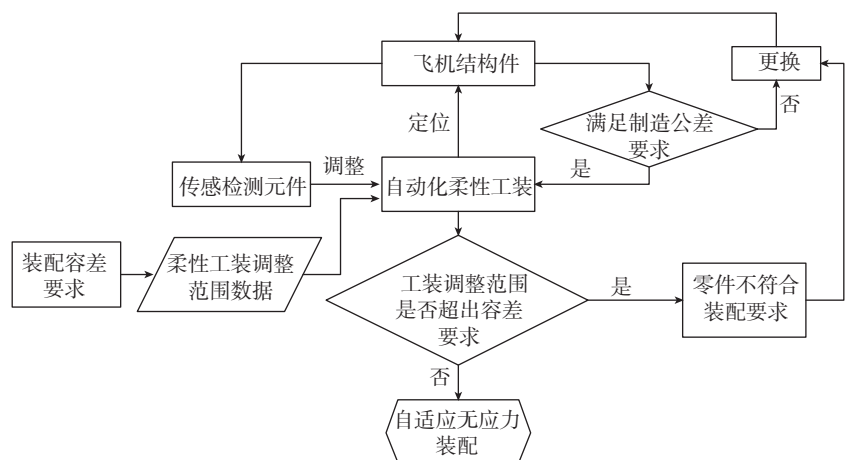 飞机结构件
更换
否
定位
满足制造公差
要求
传感检测元件
调整
自动化柔性工装
是
装配容差
要求
柔性工装调整
范围数据
工装调整范围
是否超出容差
要求
是
零件不符合
装配要求
否
自适应无应力
装配